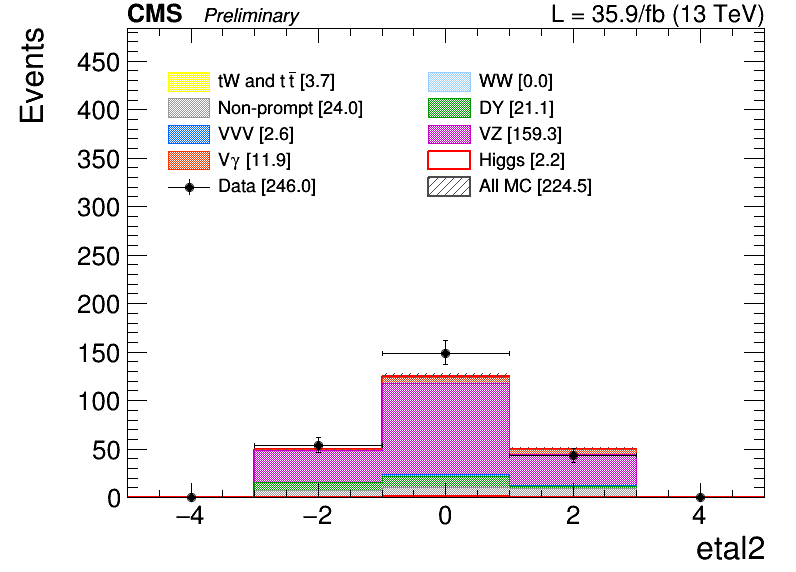 CMS Preliminary L = 35.9/fb (13 TeV)
Events
450
400
350
300
250
200
150
100
50
0
tW and t t̄ [3.7]
Non-prompt [24.0]
VVV [2.6]
Vγ [11.9]
Data [246.0]
WW [0.0]
DY [21.1]
VZ [159.3]
Higgs [2.2]
All MC [224.5]
−4 −2 0 2 4
etal2